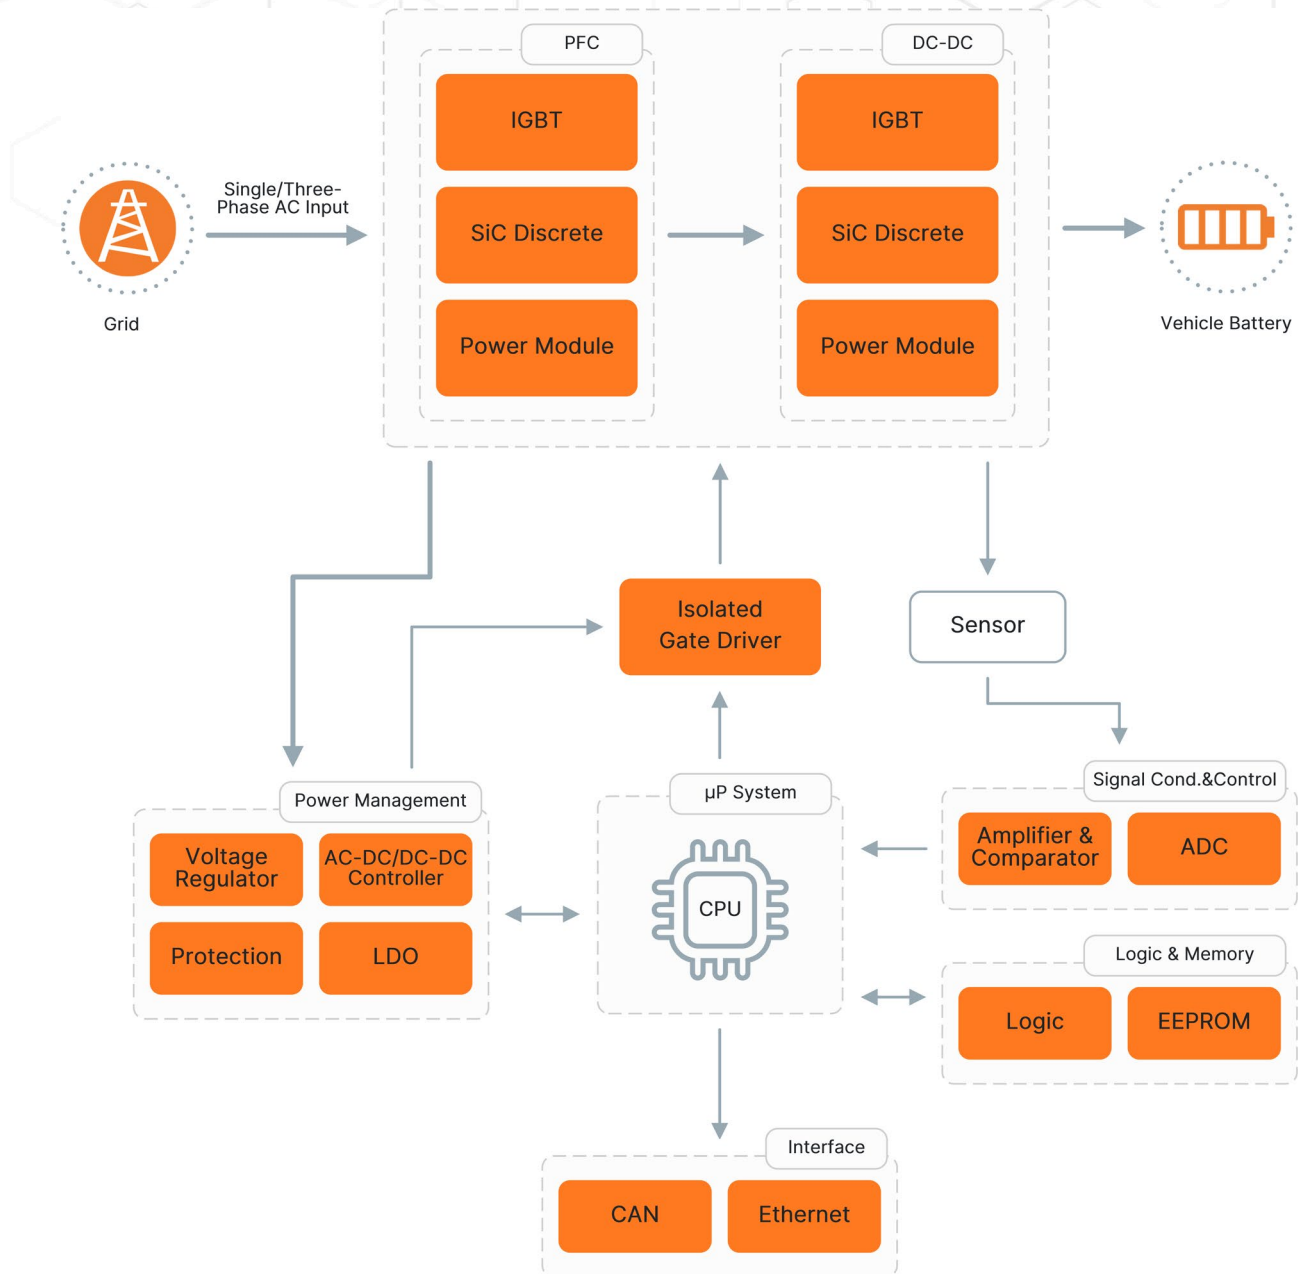 PFC
DC-DC
IGBT
IGBT
Single/Three-
Phase AC Input
SiC Discrete
SiC Discrete
Grid
Vehicle Battery
Power Module
Power Module
Isolated
Gate Driver
Sensor
Power Management
µP System
Signal Cond.&Control
Voltage
Regulator
AC-DC/DC-DC
Controller
Amplifier &
Comparator
ADC
CPU
Protection
LDO
Logic & Memory
Logic
EEPROM
Interface
CAN
Ethernet